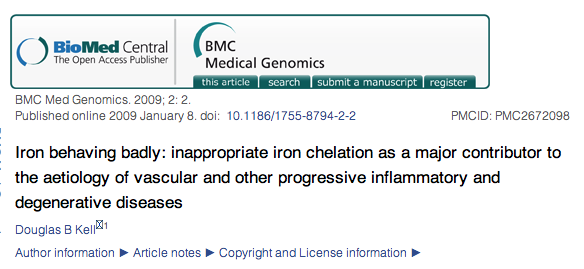 BioMed Central
The Open Access Publisher
BMC
Medical Genomics
this article
search
submit a manuscript
register
BMC Med Genomics. 2009; 2: 2.
Published online 2009 January 8. doi: 10.1186/1755-8794-2-2
PMCID: PMC2672098
Iron behaving badly: inappropriate iron chelation as a major contributor to
the aetiology of vascular and other progressive inflammatory and
degenerative diseases
Douglas B Kell 1
Author information ► Article notes ► Copyright and License information ►